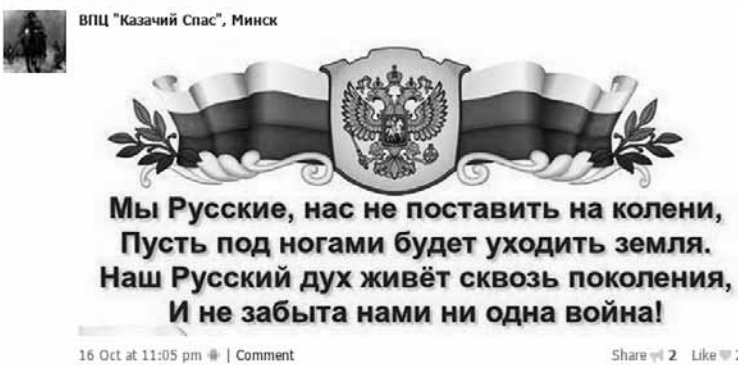 ВПЦ "Казачий Спас", Минск
Мы Русские, нас не поставить на колени,
Пусть под ногами будет уходить земля.
Наш Русский дух живёт сквозь поколения,
И не забыта нами ни одна война!
16 Oct at 11:05 pm | Comment
Share 2 Like